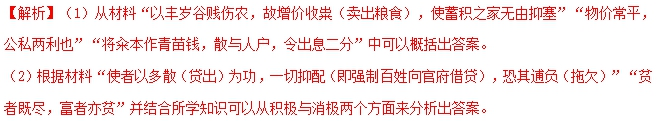 【解析】（1）从材料“以丰岁谷贱伤农，故增价收籴（卖出粮食），使蓄积之家无由抑塞”“物价常平，
公私两利也”“将籴本作青苗钱，散与人户，令出息二分”中可以概括出答案。
（2）根据材料“使者以多散（贷出）为功，一切抑配（即强制百姓向官府借贷），恐其逋负（拖欠）”“贫
者既尽，富者亦贫”并结合所学知识可以从积极与消极两个方面来分析出答案。